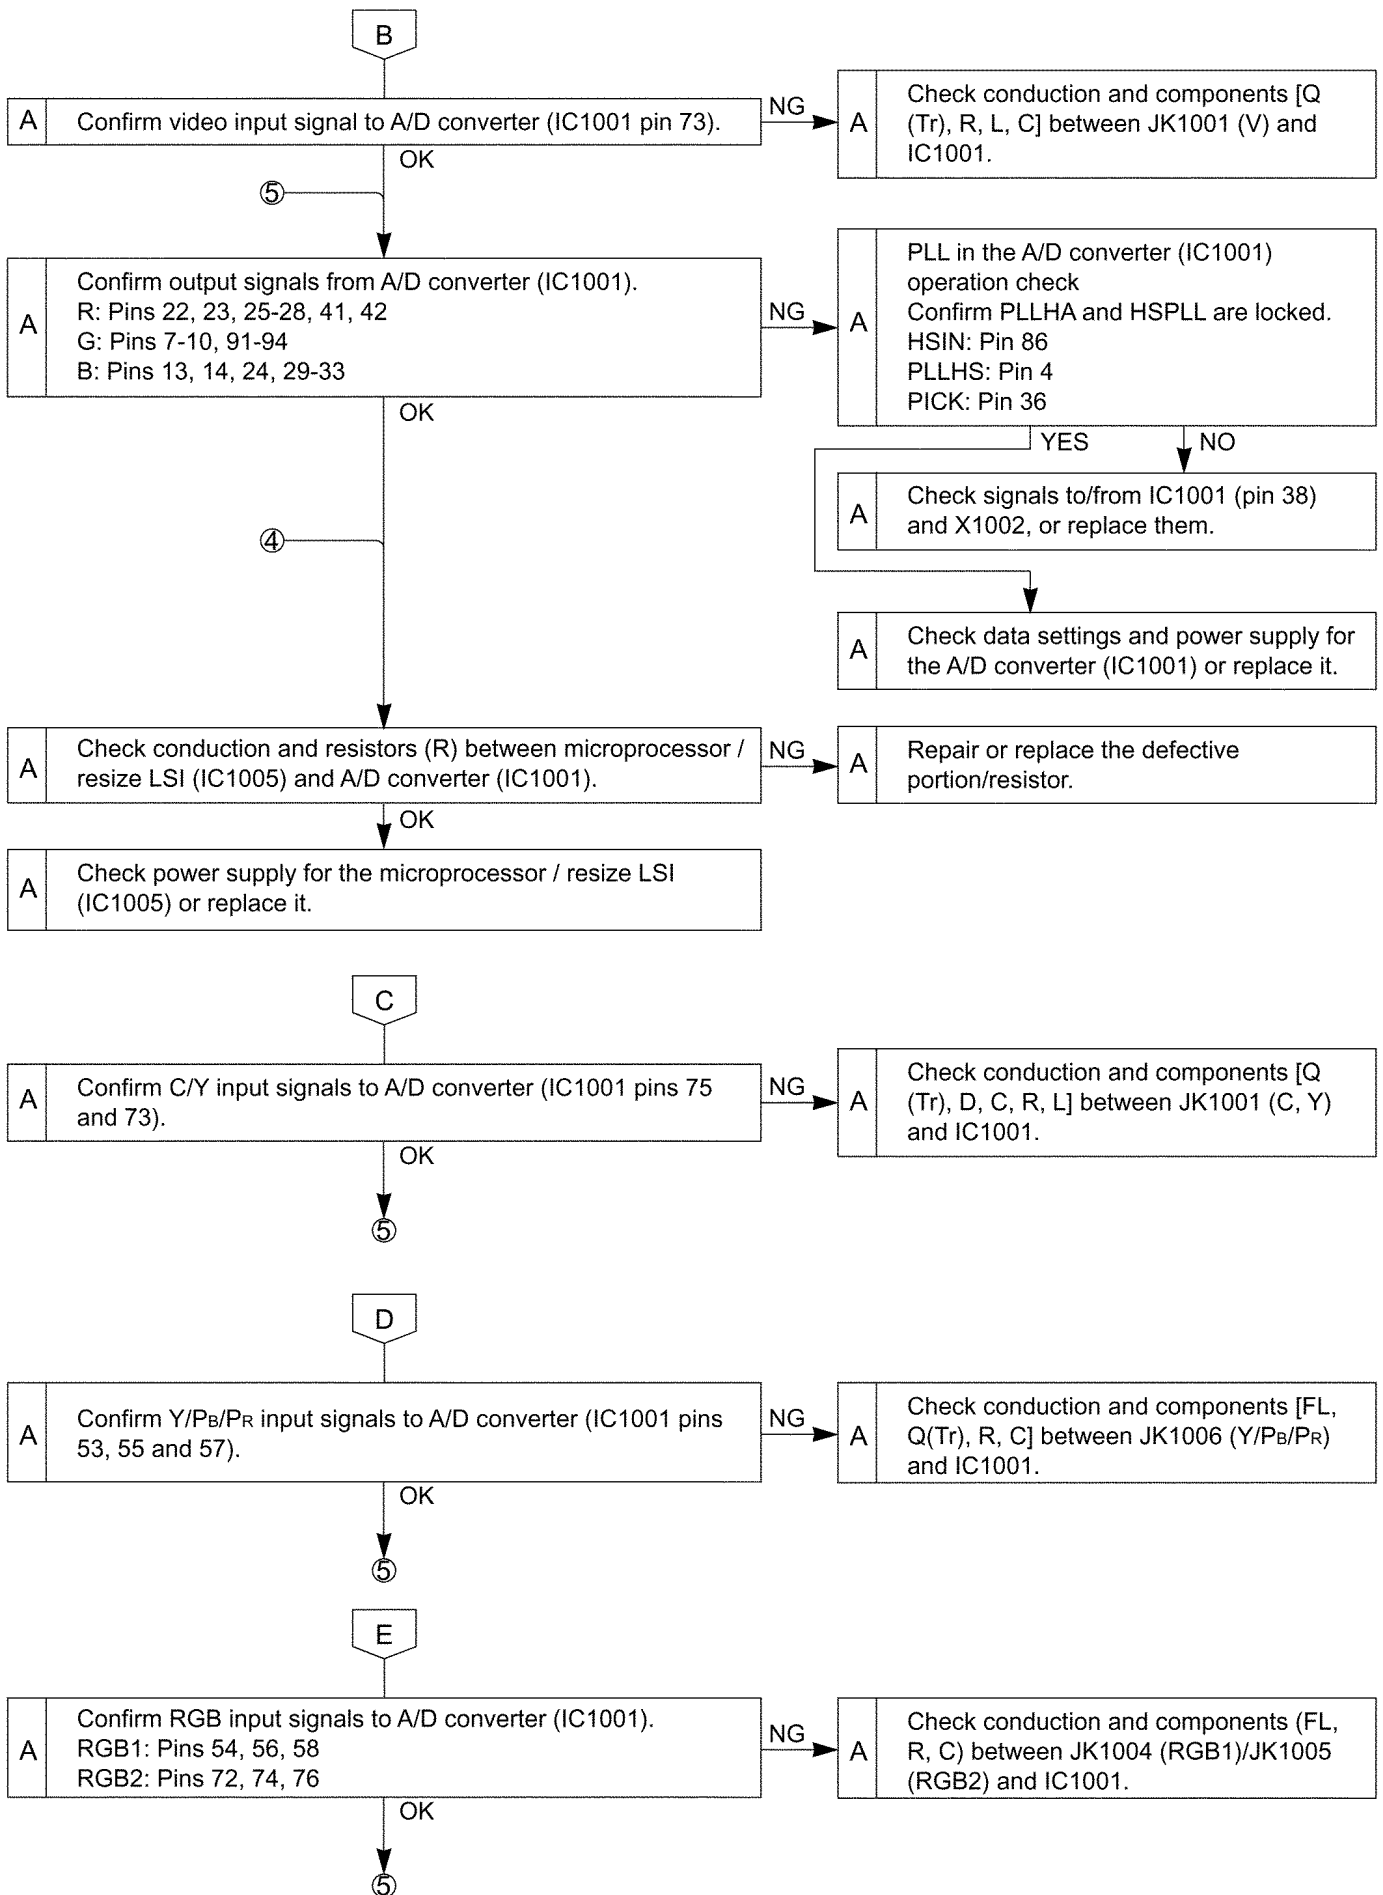 B
A
Confirm video input signal to A/D converter (IC1001 pin 73).
NG
A
Check conduction and components [Q
(Tr), R, L, C] between JK1001 (V) and
IC1001.
OK
⑤
A
Confirm output signals from A/D converter (IC1001).
R: Pins 22, 23, 25-28, 41, 42
G: Pins 7-10, 91-94
B: Pins 13, 14, 24, 29-33
NG
A
PLL in the A/D converter (IC1001)
operation check
Confirm PLLHA and HSPLL are locked.
HSIN: Pin 86
PLLHS: Pin 4
PICK: Pin 36
OK
YES
NO
A
Check signals to/from IC1001 (pin 38)
and X1002, or replace them.
④
A
Check data settings and power supply for
the A/D converter (IC1001) or replace it.
A
Check conduction and resistors (R) between microprocessor /
resize LSI (IC1005) and A/D converter (IC1001).
NG
A
Repair or replace the defective
portion/resistor.
OK
A
Check power supply for the microprocessor / resize LSI
(IC1005) or replace it.
C
A
Confirm C/Y input signals to A/D converter (IC1001 pins 75
and 73).
NG
A
Check conduction and components [Q
(Tr), D, C, R, L] between JK1001 (C, Y)
and IC1001.
OK
⑤
D
A
Confirm Y/PB/PR input signals to A/D converter (IC1001 pins
53, 55 and 57).
NG
A
Check conduction and components [FL,
Q(Tr), R, C] between JK1006 (Y/PB/PR)
and IC1001.
OK
⑤
E
A
Confirm RGB input signals to A/D converter (IC1001).
RGB1: Pins 54, 56, 58
RGB2: Pins 72, 74, 76
NG
A
Check conduction and components (FL,
R, C) between JK1004 (RGB1)/JK1005
(RGB2) and IC1001.
OK
⑤